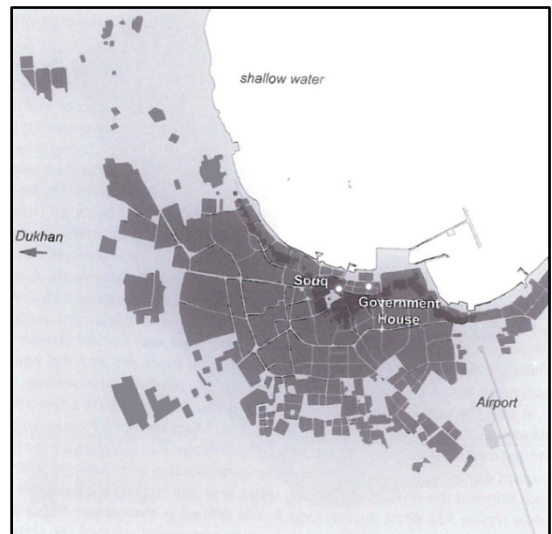 shallow water
Dukhan
Souq
Government
House
Airport